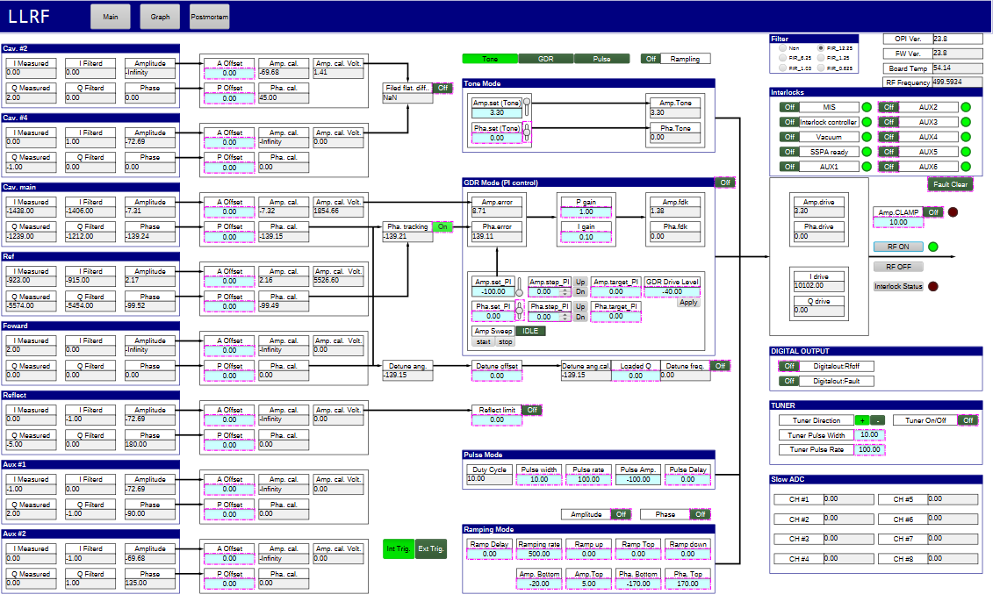 LLRF
Main
Graph
Postmortem
Cav. #2
I Measured I Filterd Amplitude
0.00 0.00 -Infinity
Q Measured Q Filterd Phase
2.00 0.00 0.00
A Offset Amp. cal. Amp. cal. Volt.
0.00 -69.68 1.41
P Offset Pha. cal.
0.00 45.00
Cav. #4
I Measured I Filterd Amplitude
0.00 1.00 -72.69
Q Measured Q Filterd Phase
-1.00 0.00 0.00
A Offset Amp. cal. Amp. cal. Volt.
0.00 -Infinity 0.00
P Offset Pha. cal.
0.00 0.00
Filed flat. diff.. Off
NaN
Cav. main
I Measured I Filterd Amplitude
-1438.00 -1406.00 -7.31
Q Measured Q Filterd Phase
-1239.00 -1212.00 -139.24
A Offset Amp. cal. Amp. cal. Volt.
0.00 -7.32 1854.66
P Offset Pha. cal.
0.00 -139.15
Pha. tracking On
-139.21
Ref
I Measured I Filterd Amplitude
-923.00 -915.00 2.17
Q Measured Q Filterd Phase
-5574.00 -5454.00 -99.52
A Offset Amp. cal. Amp. cal. Volt.
0.00 2.16 5526.60
P Offset Pha. cal.
0.00 -99.49
Foward
I Measured I Filterd Amplitude
2.00 0.00 -Infinity
Q Measured Q Filterd Phase
0.00 0.00 0.00
A Offset Amp. cal. Amp. cal. Volt.
0.00 -Infinity 0.00
P Offset Pha. cal.
0.00 0.00
Detune ang.
-139.15
Detune offset
0.00
Detune ang.cal. Loaded Q Detune freq. Off
-139.15 0.00 0.00
Reflect
I Measured I Filterd Amplitude
0.00 -1.00 -72.69
Q Measured Q Filterd Phase
-5.00 0.00 180.00
A Offset Amp. cal. Amp. cal. Volt.
0.00 -Infinity 0.00
P Offset Pha. cal.
0.00 0.00
Reflect limit Off
0.00
Aux #1
I Measured I Filterd Amplitude
-1.00 0.00 -72.69
Q Measured Q Filterd Phase
2.00 -1.00 -90.00
A Offset Amp. cal. Amp. cal. Volt.
0.00 -Infinity 0.00
P Offset Pha. cal.
0.00 0.00
Aux #2
I Measured I Filterd Amplitude
0.00 -1.00 -69.68
Q Measured Q Filterd Phase
0.00 1.00 135.00
A Offset Amp. cal. Amp. cal. Volt.
0.00 -Infinity 0.00
P Offset Pha. cal.
0.00 0.00
Int Trig. Ext Trig.
Tone GDR Pulse Off Ramping
Tone Mode
Amp.set (Tone)
3.30
Pha.set (Tone)
0.00
Amp.Tone
3.30
Pha.Tone
0.00
GDR Mode (PI control) Off
Amp.error
8.71
Pha.error
139.11
P gain
1.00
I gain
0.10
Amp.fdk
1.38
Pha.fdk
0.00
Amp.set_PI Amp.step_PI Up Amp.target_PI GDR Drive Level
-100.00 0.00 Dn 0.00 -40.00
Apply
Pha.set_PI Pha.step_PI Up Pha.target_PI
0.00 0.00 Dn 0.00
Amp Sweep IDLE
start stop
Pulse Mode
Duty Cycle Pulse width Pulse rate Pulse Amp. Pulse Delay
10.00 10.00 100.00 -100.00 0.00
Amplitude Off Phase Off
Ramping Mode
Ramp Delay Ramping rate Ramp up Ramp Top Ramp down
0.00 500.00 0.00 0.00 0.00
Amp. Bottom Amp.Top Pha. Bottom Pha. Top
-20.00 5.00 -170.00 170.00
Filter
Non FIR_12.25
FIR_6.25 FIR_1.25
FIR_1.00 FIR_0.625
OPI Ver. 23.8
FW Ver. 23.8
Board Temp 54.14
RF Frequency 499.5934
Interlocks
Off MIS Off AUX2
Off Interlock controller Off AUX3
Off Vacuum Off AUX4
Off SSPA ready Off AUX5
Off AUX1 Off AUX6
Fault Clear
Amp.drive
3.30
Pha.drive
0.00
I drive
10102.00
Q drive
0.00
Amp.CLAMP Off
10.00
RF ON
RF OFF
Interlock Status
DIGITAL OUTPUT
Off Digitalout:Rfoff
Off Digitalout:Fault
TUNER
Tuner Direction + - Tuner On/Off Off
Tuner Pulse Width 10.00
Tuner Pulse Rate 100.00
Slow ADC
CH #1 0.00 CH #5 0.00
CH #2 0.00 CH #6 0.00
CH #3 0.00 CH #7 0.00
CH #4 0.00 CH #8 0.00